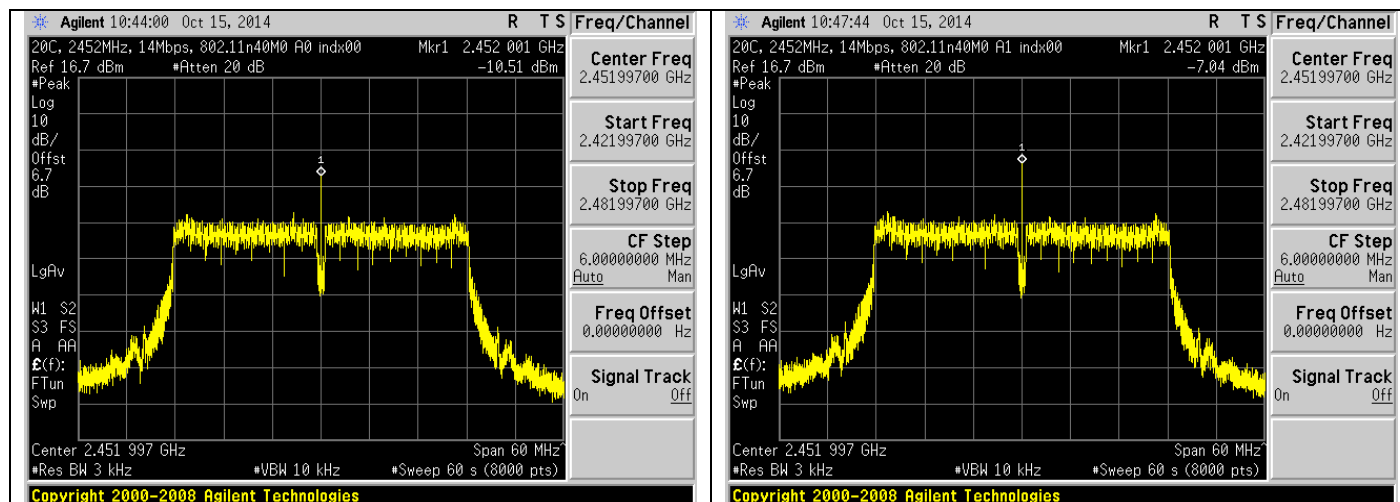 Agilent 10:44:00 Oct 15, 2014 R T S Freq/Channel
20C, 2452MHz, 14Mbps, 802.11n40M0 A0 indx00 Mkr1 2.452 001 GHz
Ref 16.7 dBm #Atten 20 dB -10.51 dBm
#Peak
Log
10
dB/
Offst
6.7
dB
1
LgAv
W1 S2
S3 FS
A AA
£(f):
FTun
Swp
Center 2.451 997 GHz Span 60 MHz^
#Res BW 3 kHz #VBW 10 kHz #Sweep 60 s (8000 pts)
Copyright 2000-2008 Agilent Technologies
Center Freq
2.45199700 GHz
Start Freq
2.42199700 GHz
Stop Freq
2.48199700 GHz
CF Step
6.00000000 MHz
Auto Man
Freq Offset
0.00000000 Hz
Signal Track
On Off
Agilent 10:47:44 Oct 15, 2014 R T S Freq/Channel
20C, 2452MHz, 14Mbps, 802.11n40M0 A1 indx00 Mkr1 2.452 001 GHz
Ref 16.7 dBm #Atten 20 dB -7.04 dBm
#Peak
Log
10
dB/
Offst
6.7
dB
1
LgAv
W1 S2
S3 FS
A AA
£(f):
FTun
Swp
Center 2.451 997 GHz Span 60 MHz^
#Res BW 3 kHz #VBW 10 kHz #Sweep 60 s (8000 pts)
Copyright 2000-2008 Agilent Technologies
Center Freq
2.45199700 GHz
Start Freq
2.42199700 GHz
Stop Freq
2.48199700 GHz
CF Step
6.00000000 MHz
Auto Man
Freq Offset
0.00000000 Hz
Signal Track
On Off